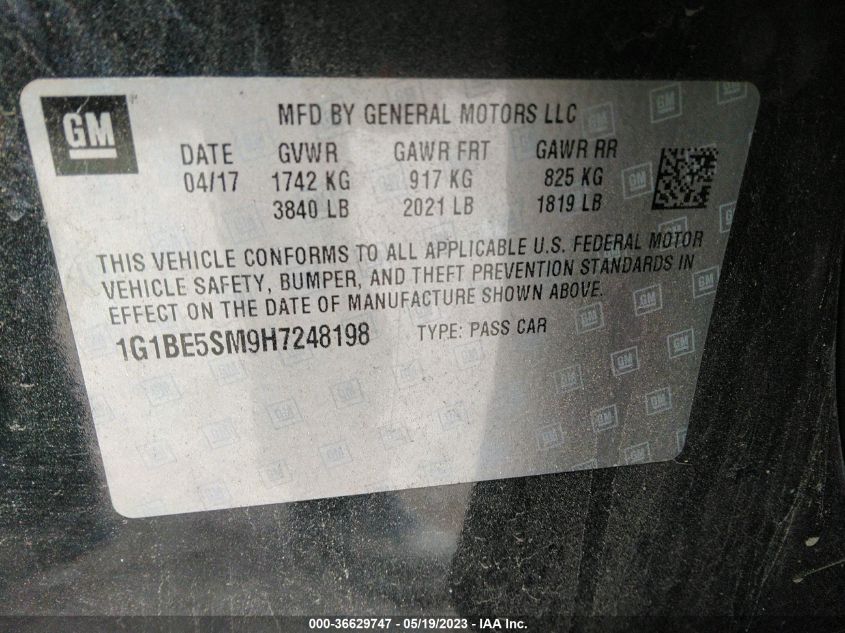 GM
MFD BY GENERAL MOTORS LLC
DATE GVWR GAWR FRT GAWR RR
04/17 1742 KG 917 KG 825 KG
3840 LB 2021 LB 1819 LB
THIS VEHICLE CONFORMS TO ALL APPLICABLE U.S. FEDERAL MOTOR
VEHICLE SAFETY, BUMPER, AND THEFT PREVENTION STANDARDS IN
EFFECT ON THE DATE OF MANUFACTURE SHOWN ABOVE.
1G1BE5SM9H7248198 TYPE: PASS CAR
000-36629747 - 05/19/2023 - IAA Inc.